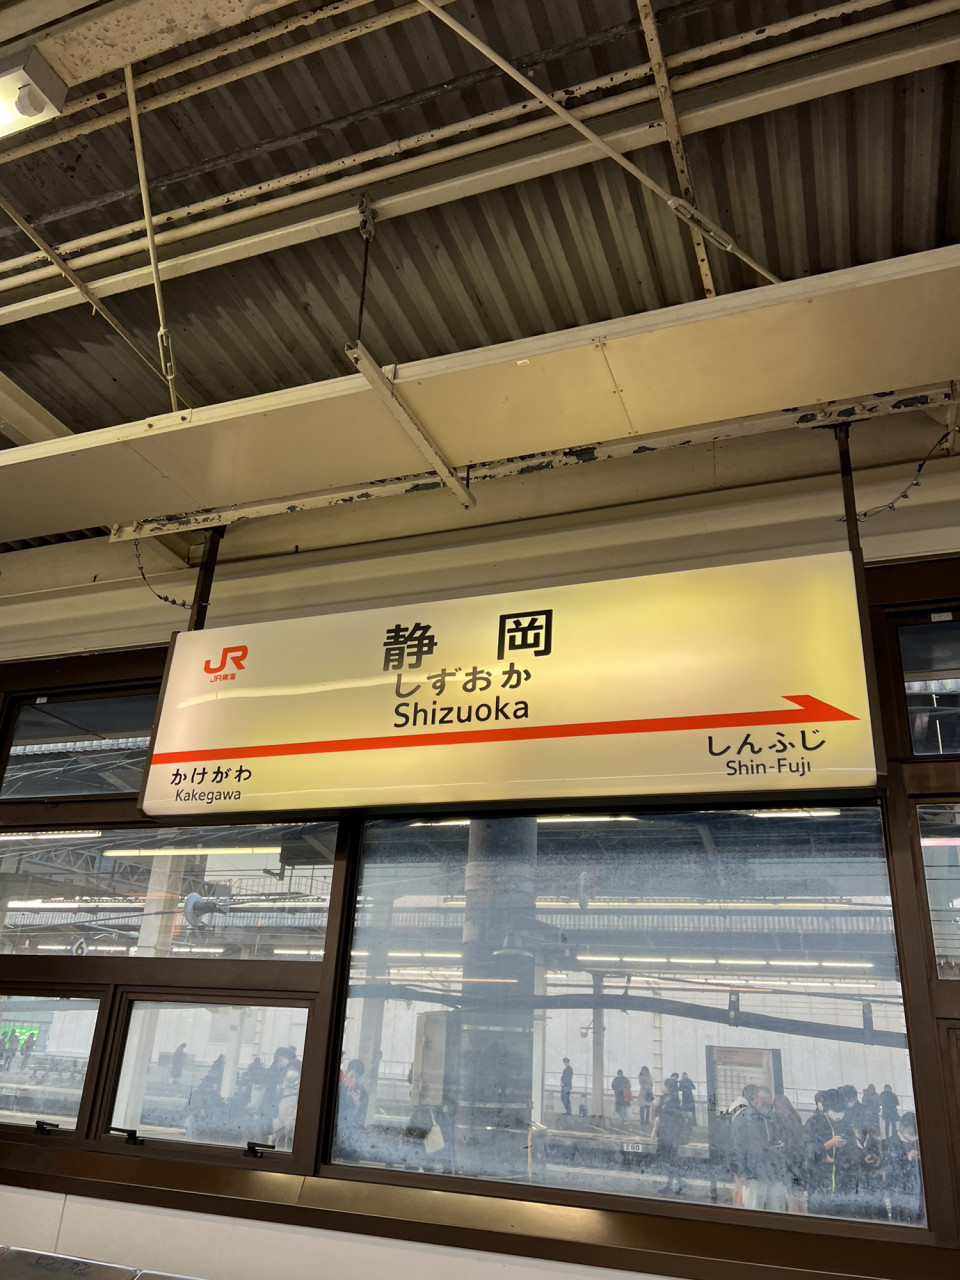 JR
JR東海
静岡
しずおか
Shizuoka
かけがわ
Kakegawa
しんふじ
Shin-Fuji